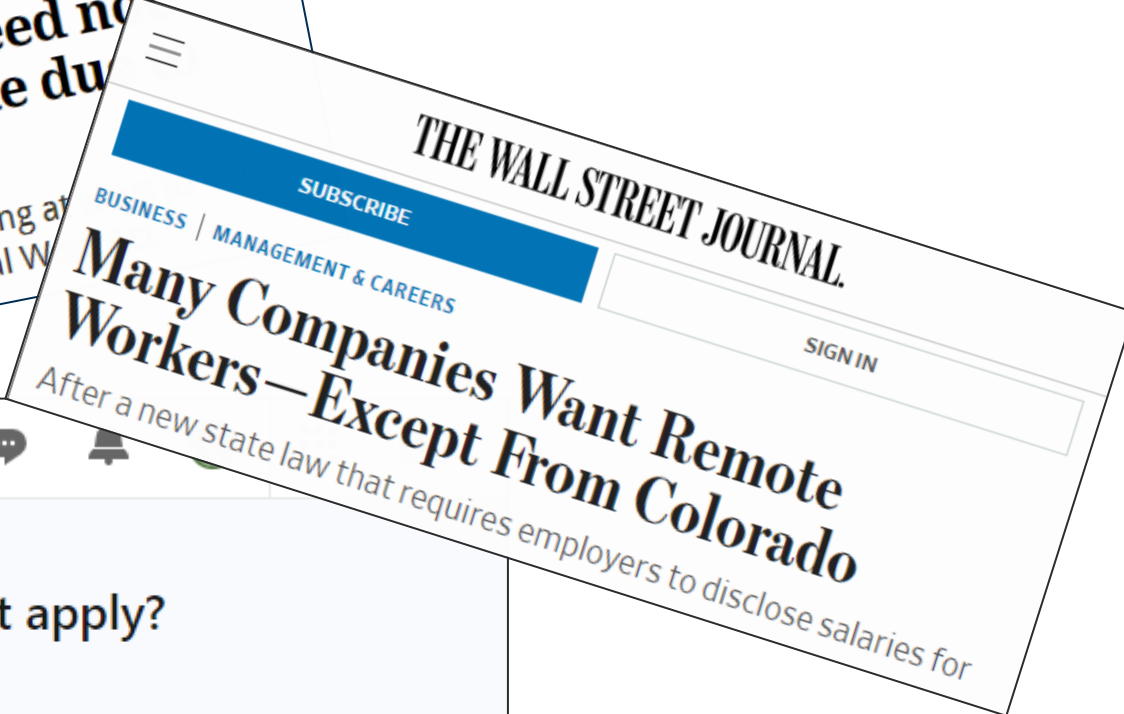 eed no
e du
ng at
l W
THE WALL STREET JOURNAL.
SUBSCRIBE
SIGN IN
BUSINESS | MANAGEMENT & CAREERS
Many Companies Want Remote
Workers—Except From Colorado
After a new state law that requires employers to disclose salaries for
t apply?